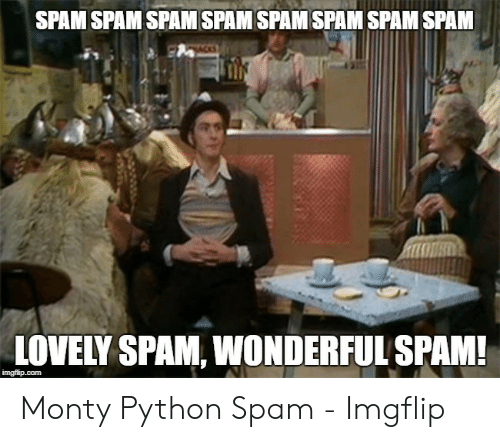 SPAM SPAM SPAM SPAM SPAM SPAM SPAM SPAM
LOVELY SPAM, WONDERFUL SPAM!
imgflip.com
Monty Python Spam - Imgflip